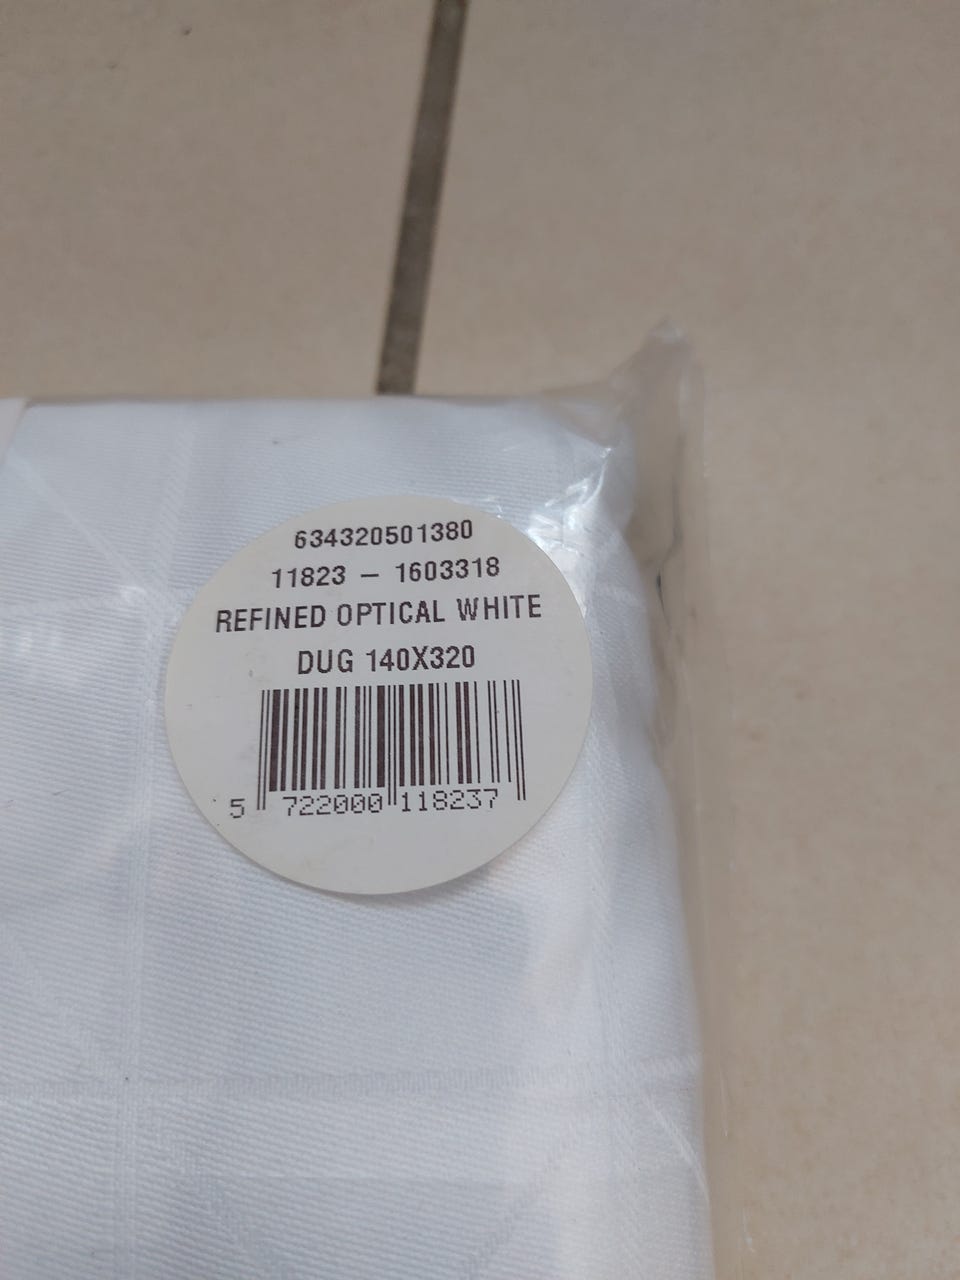 634320501380
11823 – 1603318
REFINED OPTICAL WHITE
DUG 140X320
5 722000 118237